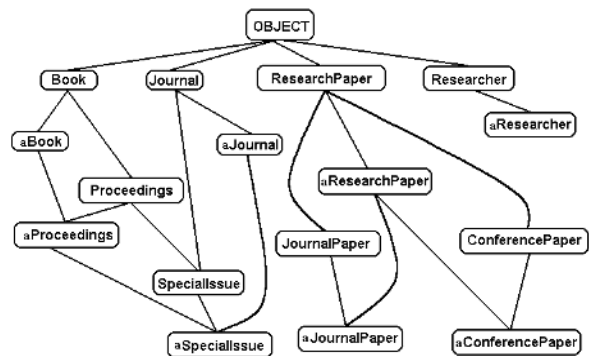 OBJECT
Book
Journal
ResearchPaper
Researcher
aResearcher
aBook
aJournal
Proceedings
aResearchPaper
aProceedings
JournalPaper
ConferencePaper
SpecialIssue
aSpecialIssue
aJournalPaper
aConferencePaper